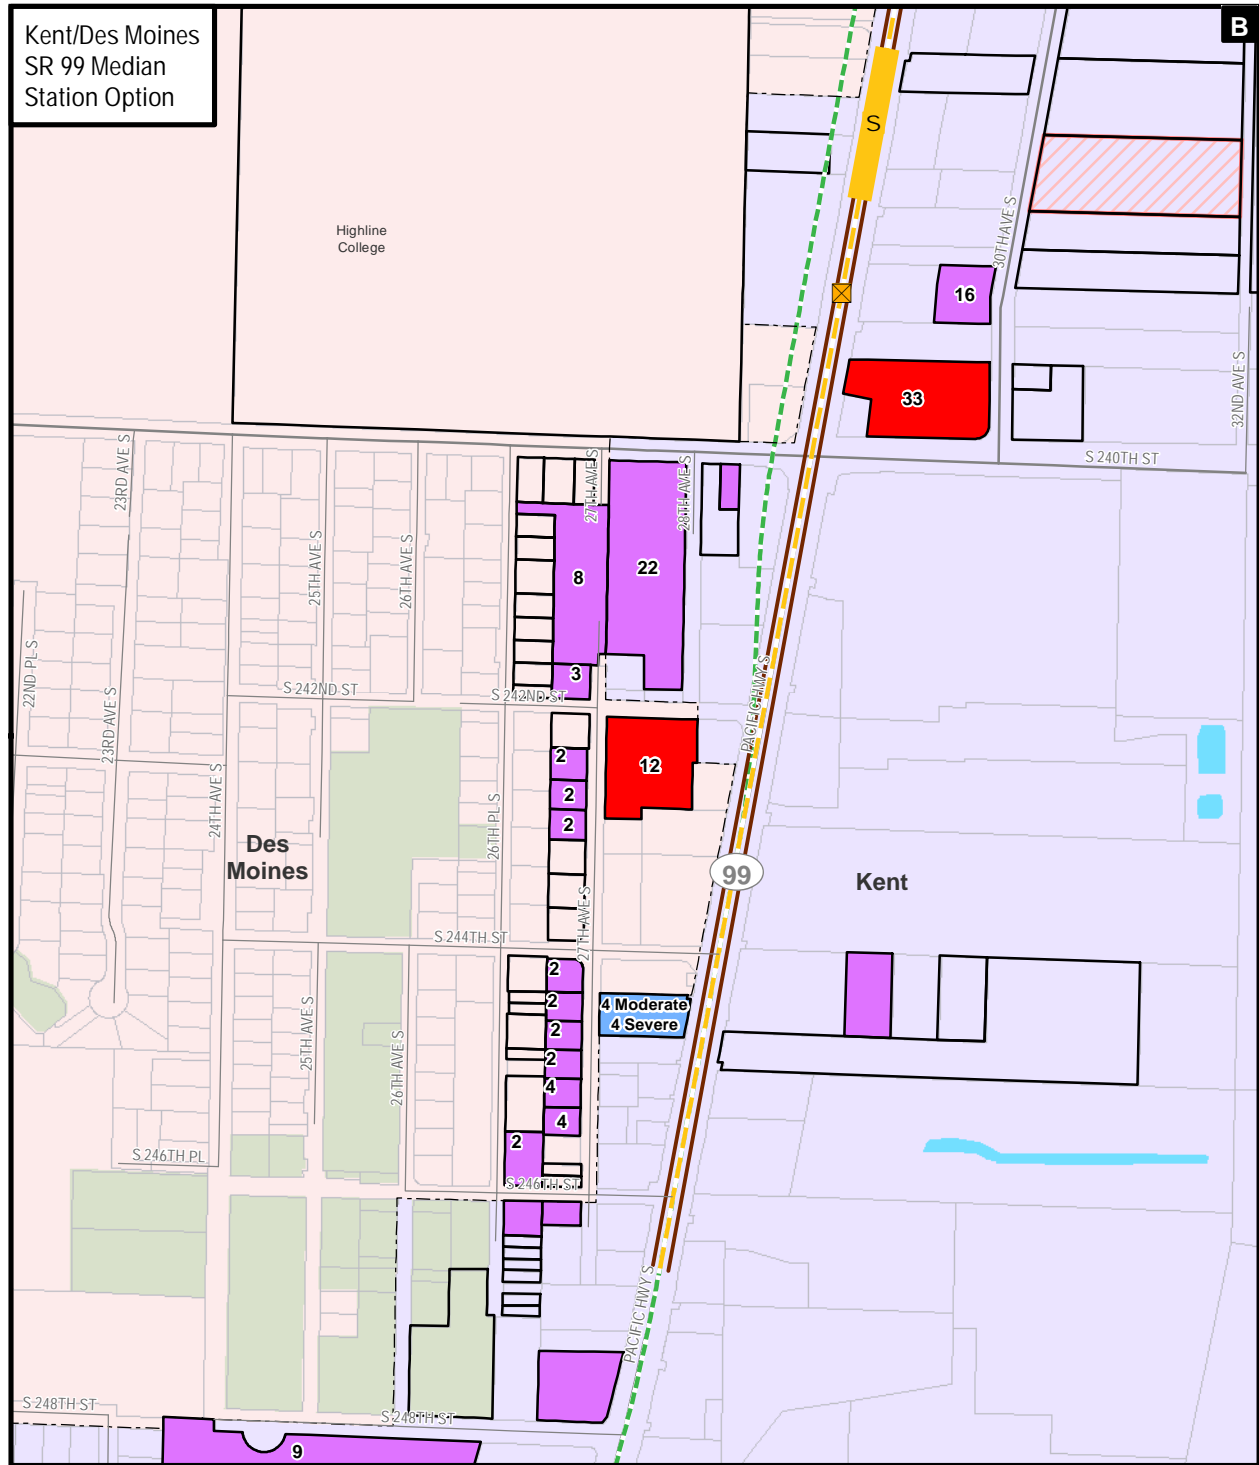 Kent/Des Moines
SR 99 Median
Station Option
B
S
Highline
College
30TH AVE S
16
33
32ND AVE S
S 240TH ST
23RD AVE S
25TH AVE S
26TH AVE S
27TH AVE S
28TH AVE S
8
22
3
22ND PL S
S 242ND ST
S 242ND ST
23RD AVE S
24TH AVE S
26TH PL S
PACIFIC HWY S
2
12
2
2
Des
Moines
99
Kent
27TH AVE S
S 244TH ST
2
2
4 Moderate
4 Severe
2
2
4
4
2
25TH AVE S
26TH AVE S
S 246TH PL
S 246TH ST
PACIFIC HWY S
S 248TH ST
S 248TH ST
9